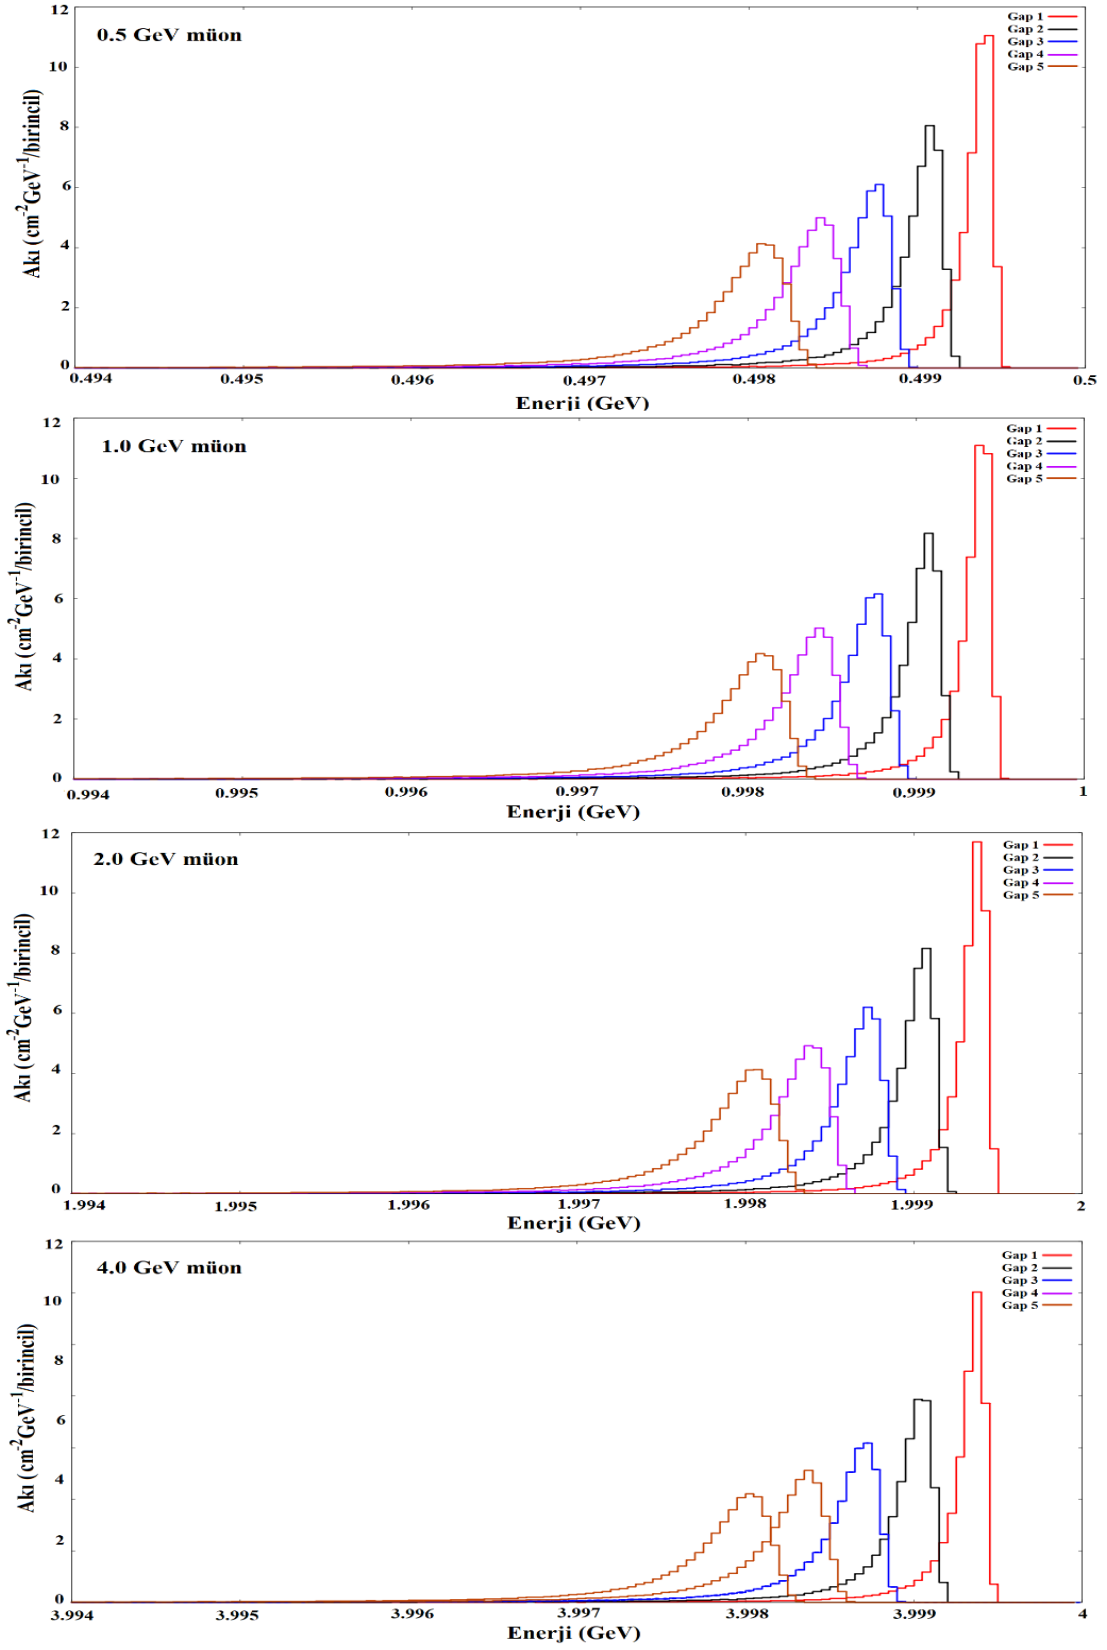 0.5 GeV müon
Gap 1
Gap 2
Gap 3
Gap 4
Gap 5
12
10
8
6
4
2
0
Akı (cm-2GeV-1/birincil)
0.494 0.495 0.496 0.497 0.498 0.499 0.5
Enerji (GeV)
1.0 GeV müon
Gap 1
Gap 2
Gap 3
Gap 4
Gap 5
12
10
8
6
4
2
0
Akı (cm-2GeV-1/birincil)
0.994 0.995 0.996 0.997 0.998 0.999 1
Enerji (GeV)
2.0 GeV müon
Gap 1
Gap 2
Gap 3
Gap 4
Gap 5
12
10
8
6
4
2
0
Akı (cm-2GeV-1/birincil)
1.994 1.995 1.996 1.997 1.998 1.999 2
Enerji (GeV)
4.0 GeV müon
Gap 1
Gap 2
Gap 3
Gap 4
Gap 5
12
10
8
6
4
2
0
Akı (cm-2GeV-1/birincil)
3.994 3.995 3.996 3.997 3.998 3.999 4
Enerji (GeV)